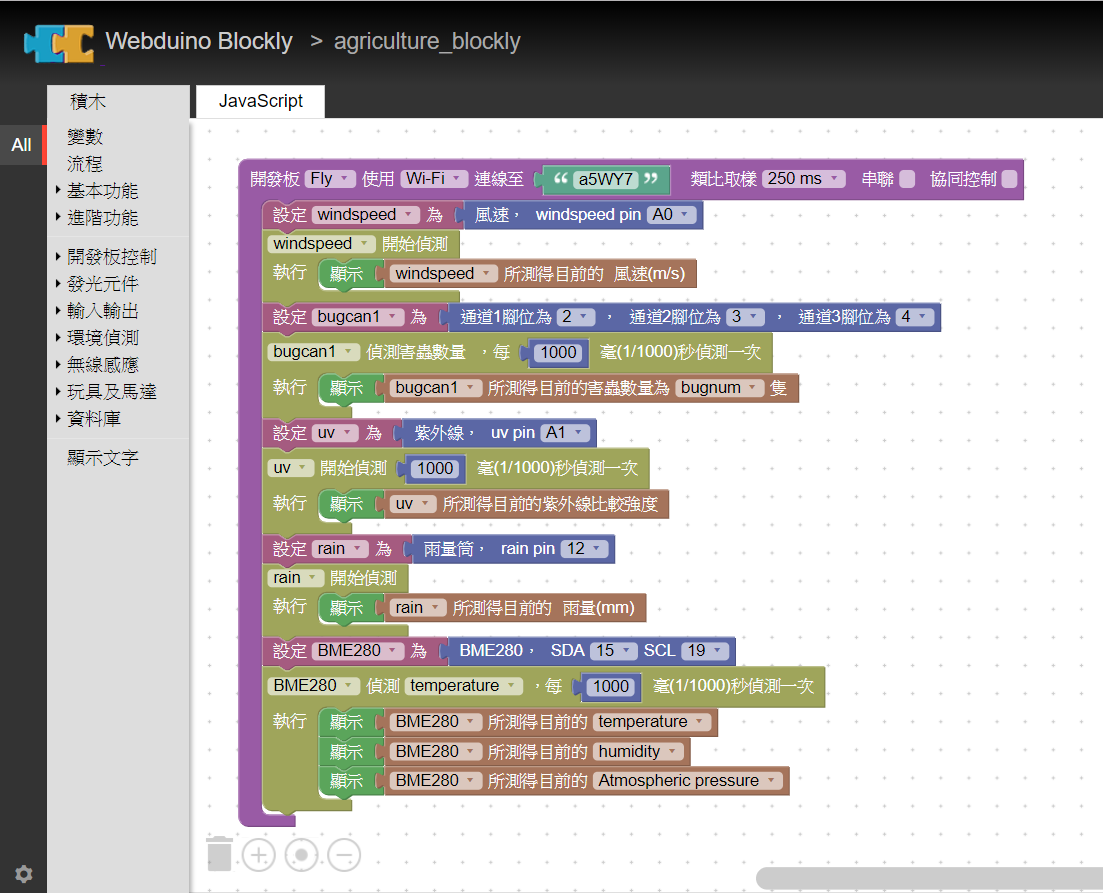 Webduino Blockly > agriculture_blockly
積木
JavaScript
All
變數
流程
基本功能
進階功能
開發板控制
發光元件
輸入輸出
環境偵測
無線感應
玩具及馬達
資料庫
顯示文字
開發板 Fly 使用 Wi-Fi 連線至 “ a5WY7 ” 類比取樣 250 ms 串聯 協同控制
設定 windspeed 為 風速, windspeed pin A0
windspeed 開始偵測
執行 顯示 windspeed 所測得目前的 風速(m/s)
設定 bugcan1 為 通道1腳位為 2 , 通道2腳位為 3 , 通道3腳位為 4
bugcan1 偵測害蟲數量 ,每 1000 毫(1/1000)秒偵測一次
執行 顯示 bugcan1 所測得目前的害蟲數量為 bugnum 隻
設定 uv 為 紫外線, uv pin A1
uv 開始偵測 1000 毫(1/1000)秒偵測一次
執行 顯示 uv 所測得目前的紫外線比較強度
設定 rain 為 雨量筒, rain pin 12
rain 開始偵測
執行 顯示 rain 所測得目前的 雨量(mm)
設定 BME280 為 BME280, SDA 15 SCL 19
BME280 偵測 temperature ,每 1000 毫(1/1000)秒偵測一次
執行 顯示 BME280 所測得目前的 temperature
顯示 BME280 所測得目前的 humidity
顯示 BME280 所測得目前的 Atmospheric pressure